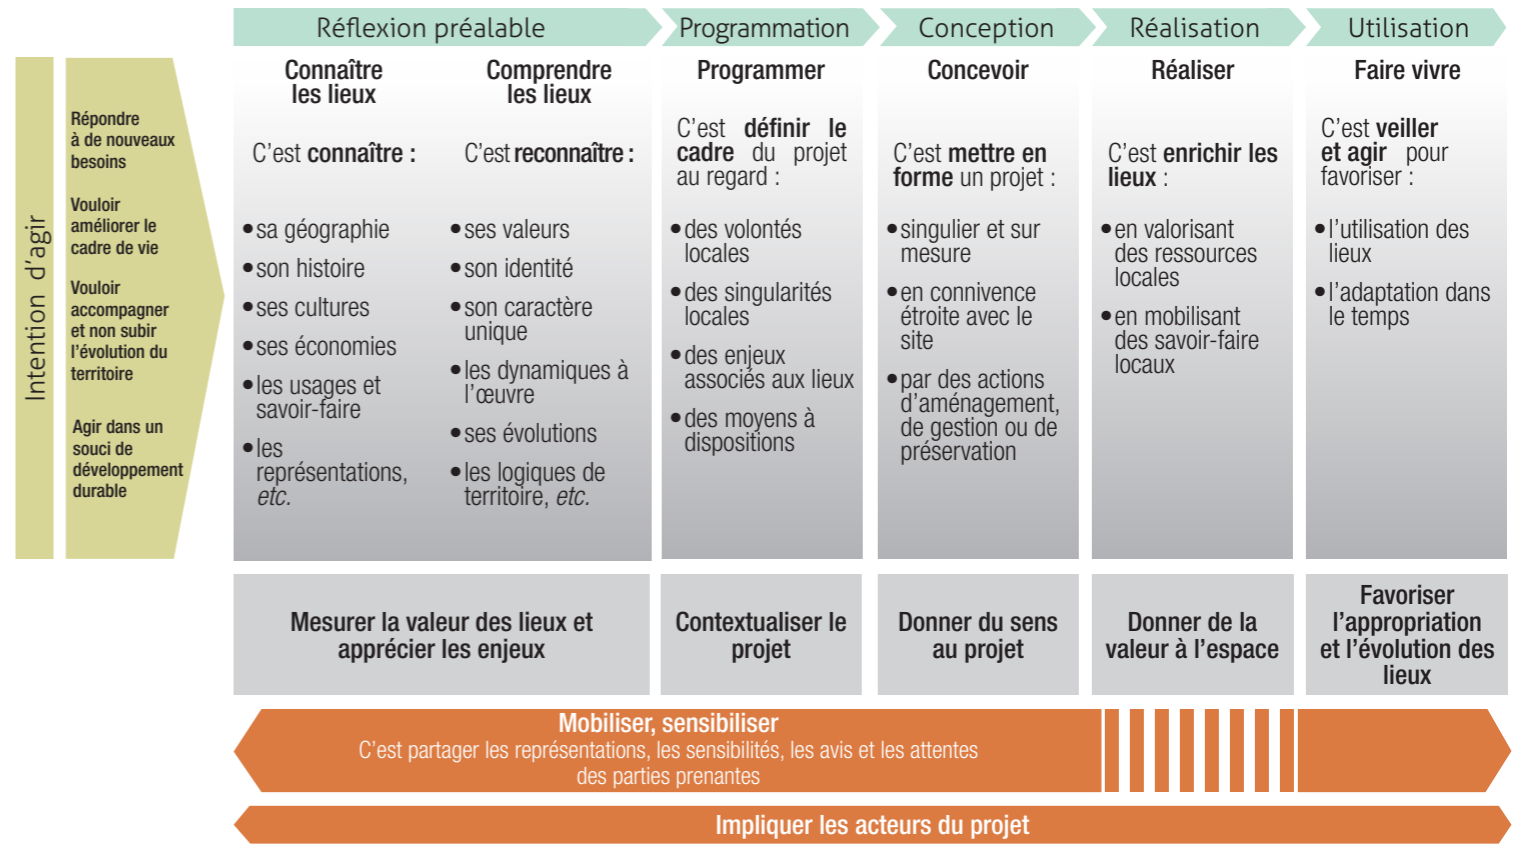 Réflexion préalable
Programmation
Conception
Réalisation
Utilisation
Intention d'agir
Répondre
à de nouveaux
besoins
Vouloir
améliorer le
cadre de vie
Vouloir
accompagner
et non subir
l'évolution du
territoire
Agir dans un
souci de
développement
durable
Connaître
les lieux
C'est connaître :
• sa géographie
• son histoire
• ses cultures
• ses économies
• les usages et
savoir-faire
• les
représentations,
etc.
Comprendre
les lieux
C'est reconnaître :
• ses valeurs
• son identité
• son caractère
unique
• les dynamiques à
l'œuvre
• ses évolutions
• les logiques de
territoire, etc.
Programmer
C'est définir le
cadre du projet
au regard :
• des volontés
locales
• des singularités
locales
• des enjeux
associés aux lieux
• des moyens à
dispositions
Concevoir
C'est mettre en
forme un projet :
• singulier et sur
mesure
• en connivence
étroite avec le
site
• par des actions
d'aménagement,
de gestion ou de
préservation
Réaliser
C'est enrichir les
lieux :
• en valorisant
des ressources
locales
• en mobilisant
des savoir-faire
locaux
Faire vivre
C'est veiller
et agir pour
favoriser :
• l'utilisation des
lieux
• l'adaptation dans
le temps
Mesurer la valeur des lieux et
apprécier les enjeux
Contextualiser le
projet
Donner du sens
au projet
Donner de la
valeur à l'espace
Favoriser
l'appropriation
et l'évolution des
lieux
Mobiliser, sensibiliser
C'est partager les représentations, les sensibilités, les avis et les attentes
des parties prenantes
Impliquer les acteurs du projet